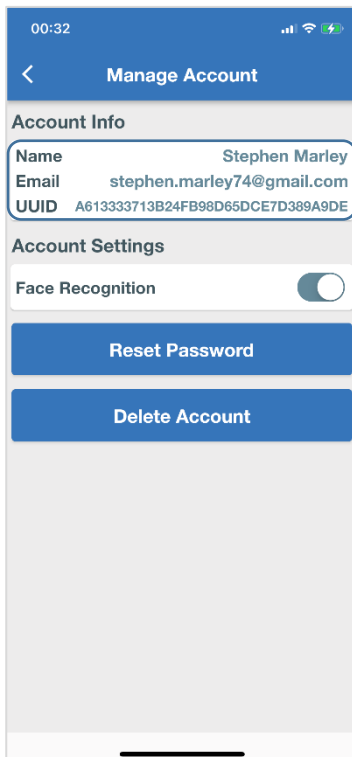 00:32
Manage Account
Account Info
Name Stephen Marley
Email stephen.marley74@gmail.com
UUID A613333713B24FB98D65DCE7D389A9DE
Account Settings
Face Recognition
Reset Password
Delete Account